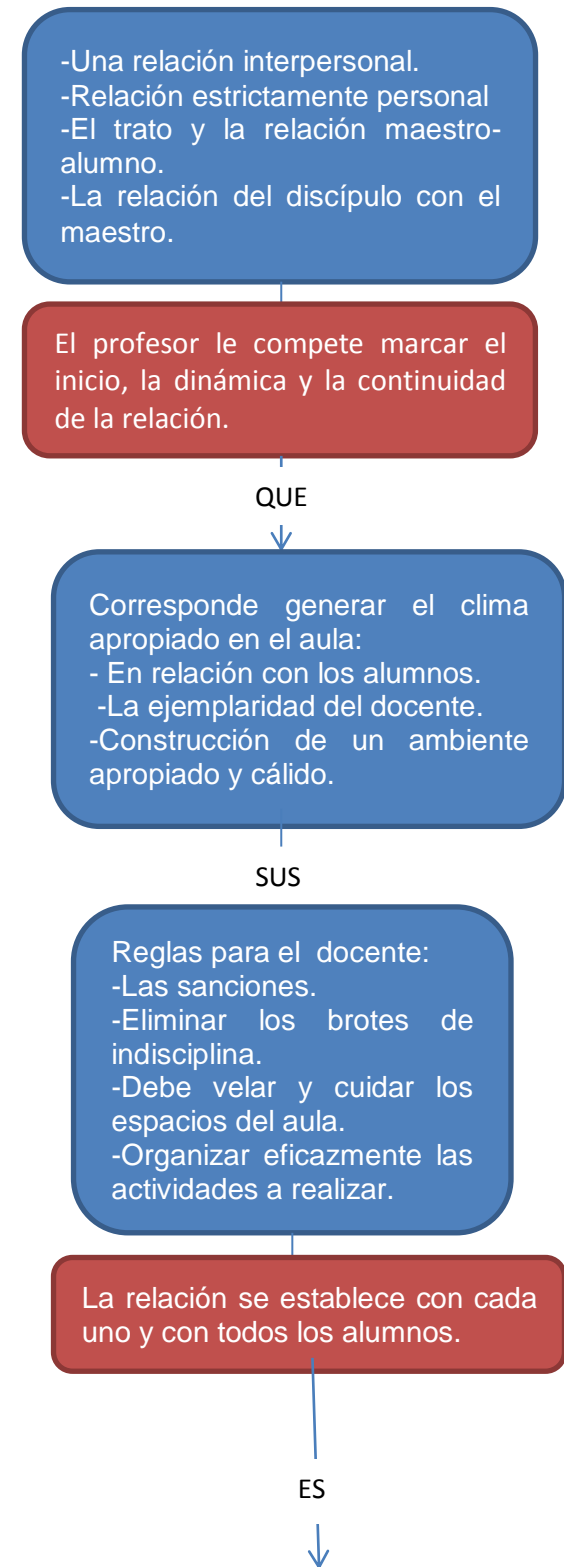 -Una relación interpersonal.
-Relación estrictamente personal
-El trato y la relación maestro-
alumno.
-La relación del discípulo con el
maestro.
El profesor le compete marcar el
inicio, la dinámica y la continuidad
de la relación.
QUE
Corresponde generar el clima
apropiado en el aula:
- En relación con los alumnos.
-La ejemplaridad del docente.
-Construcción de un ambiente
apropiado y cálido.
SUS
Reglas para el docente:
-Las sanciones.
-Eliminar los brotes de
indisciplina.
-Debe velar y cuidar los
espacios del aula.
-Organizar eficazmente las
actividades a realizar.
La relación se establece con cada
uno y con todos los alumnos.
ES